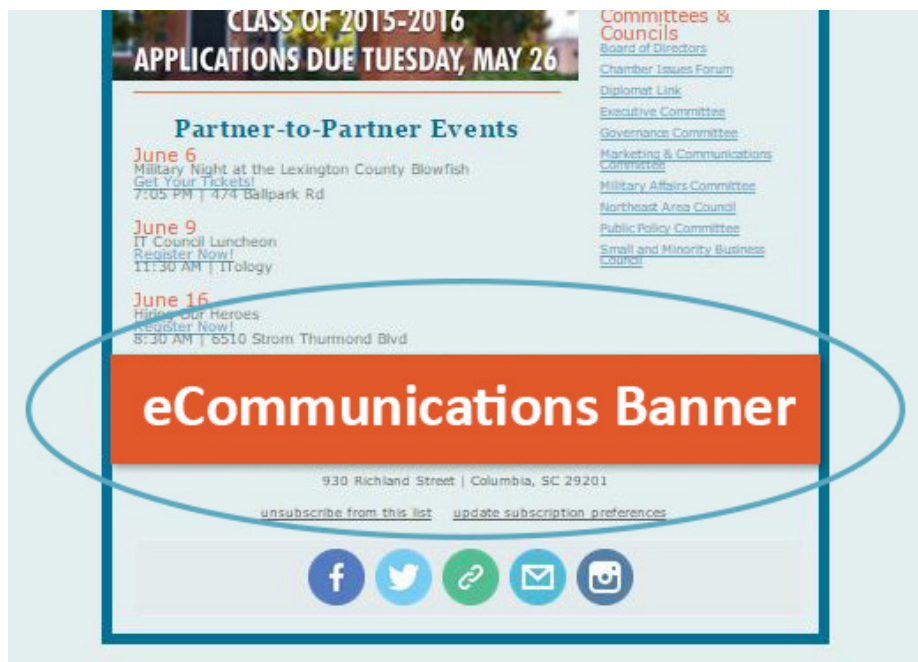 CLASS OF 2015-2016
APPLICATIONS DUE TUESDAY, MAY 26
Partner-to-Partner Events
June 6
Military Night at the Lexington County Blowfish
Get Your Tickets!
7:05 PM | 474 Ballpark Rd
June 9
IT Council Luncheon
Register Now!
11:30 AM | ITology
June 16
Hiring Our Heroes
Register Now!
8:30 AM | 6510 Strom Thurmond Blvd
Committees &
Councils
Board of Directors
Chamber Issues Forum
Diplomat Link
Executive Committee
Governance Committee
Marketing & Communications
Committee
Military Affairs Committee
Northeast Area Council
Public Policy Committee
Small and Minority Business
Council
eCommunications Banner
930 Richland Street | Columbia, SC 29201
unsubscribe from this list update subscription preferences